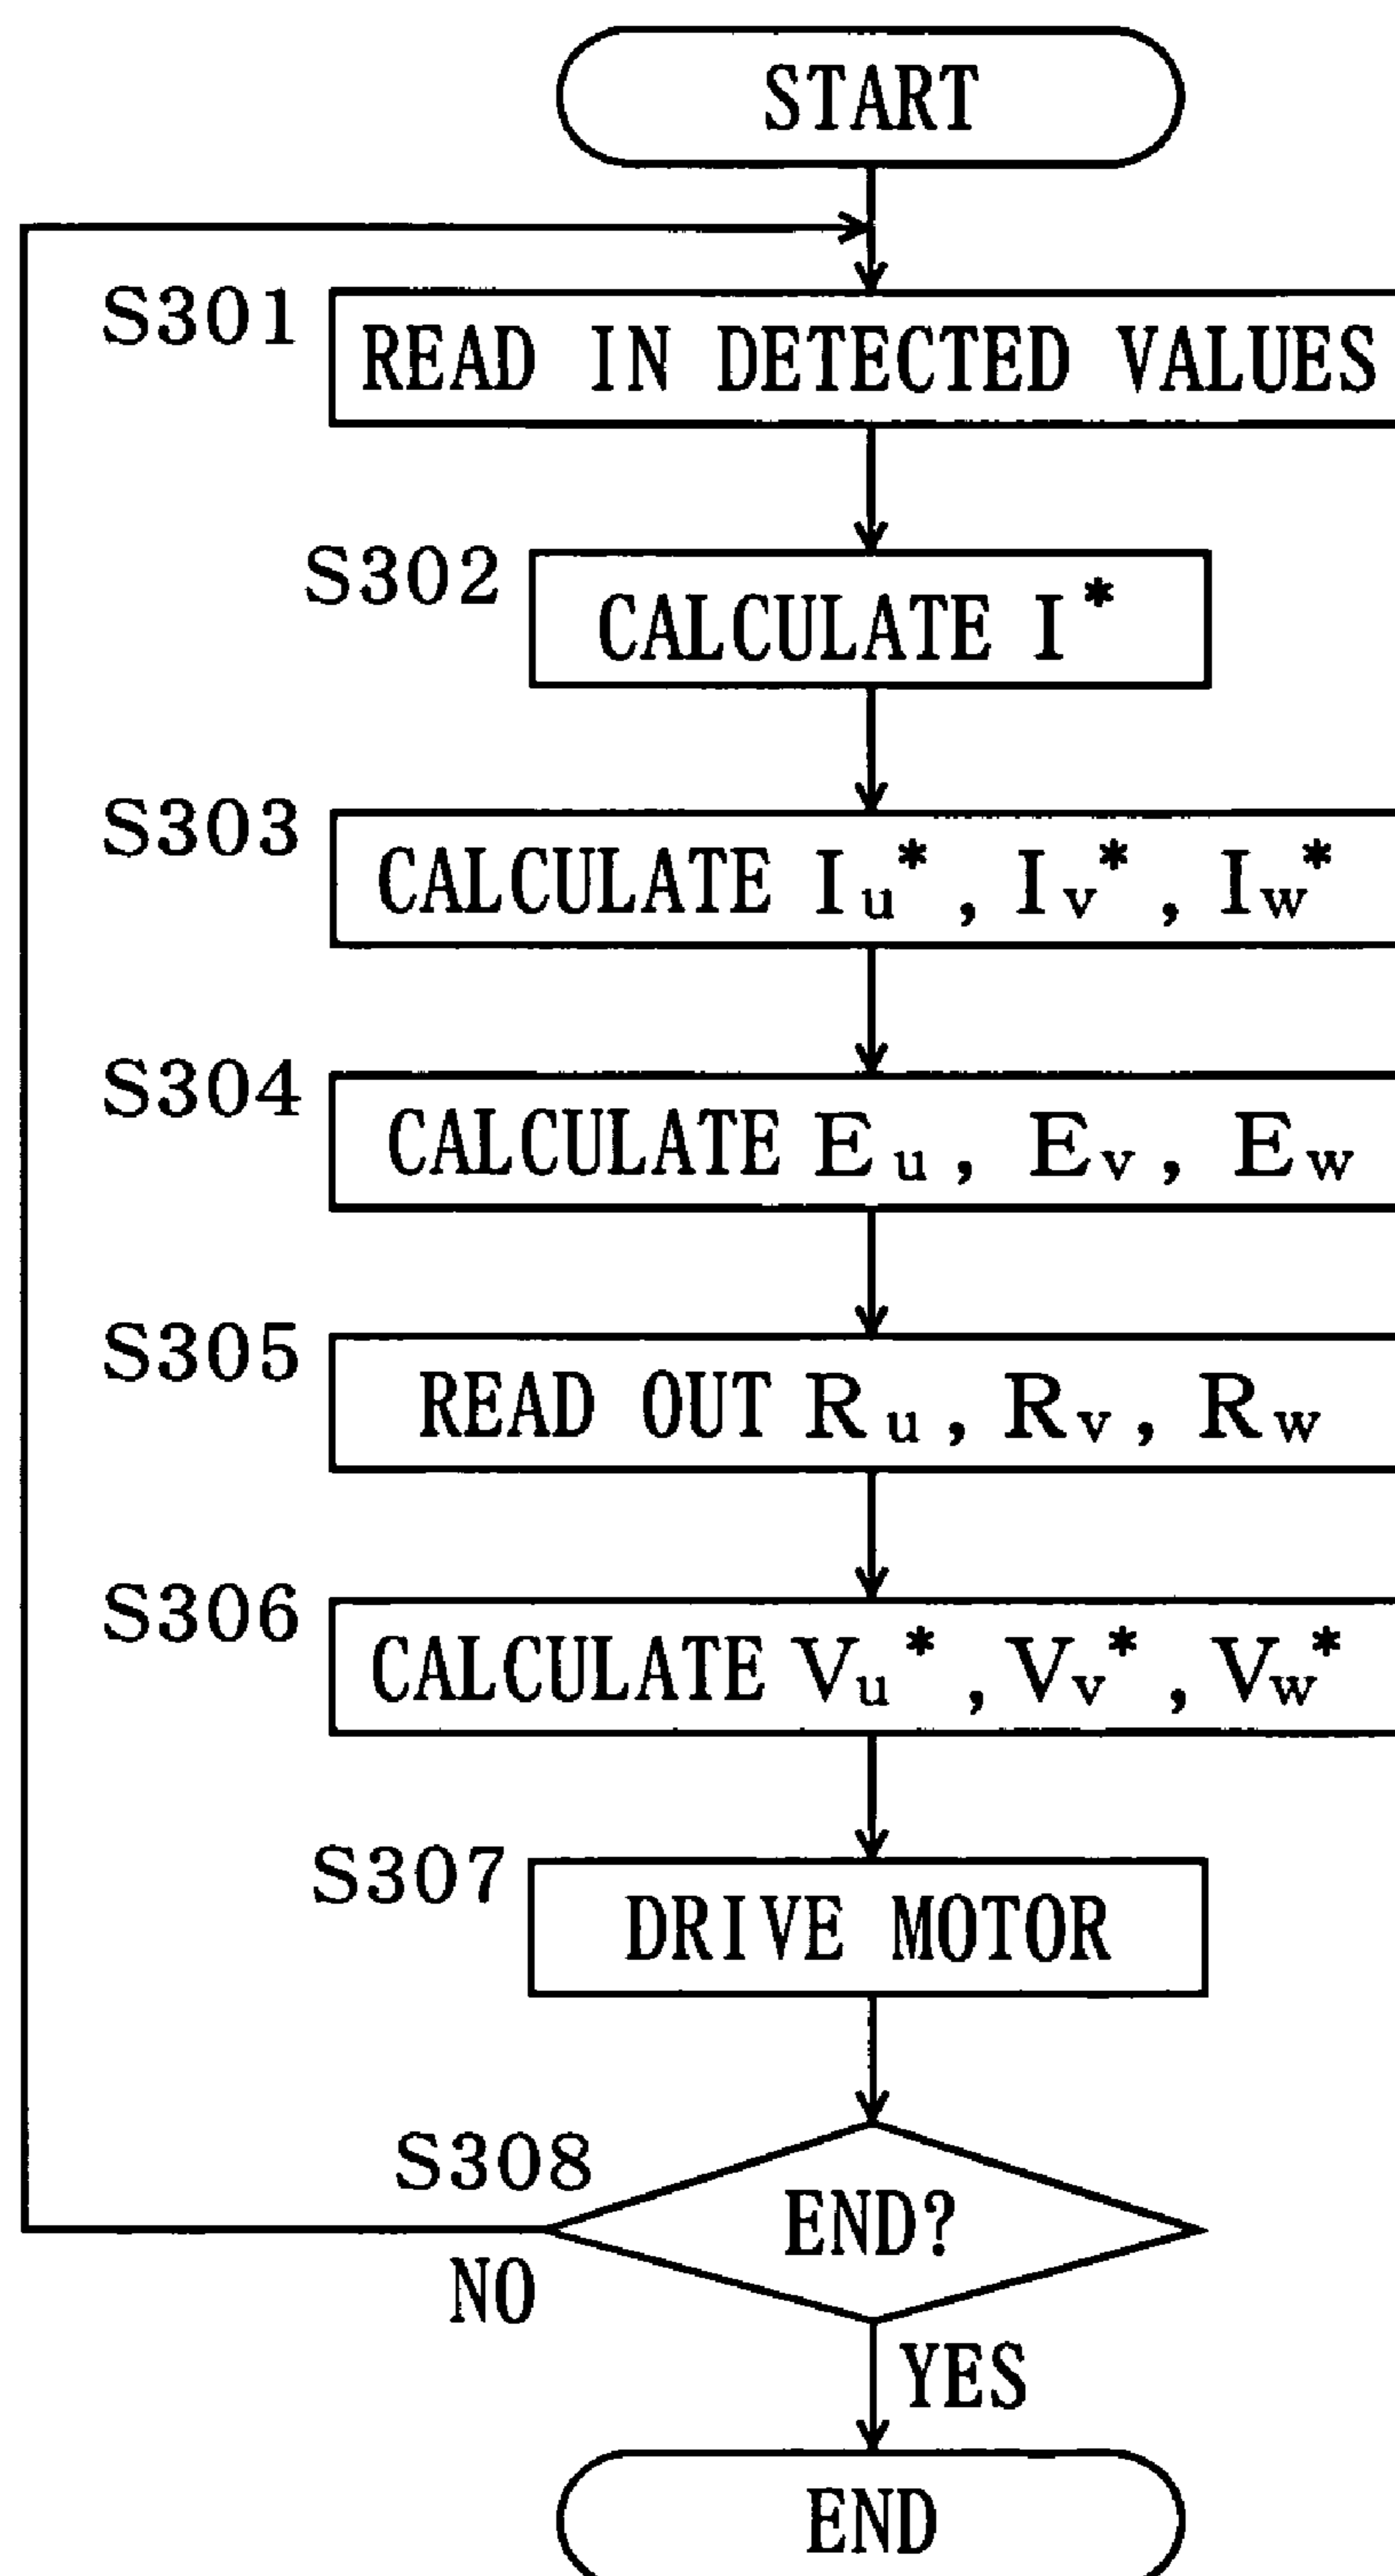 START
S301
READ IN DETECTED VALUES
S302
CALCULATE I*
S303
CALCULATE Iu*, Iv*, Iw*
S304
CALCULATE Eu, Ev, Ew
S305
READ OUT Ru, Rv, Rw
S306
CALCULATE Vu*, Vv*, Vw*
S307
DRIVE MOTOR
S308
END?
NO
YES
END